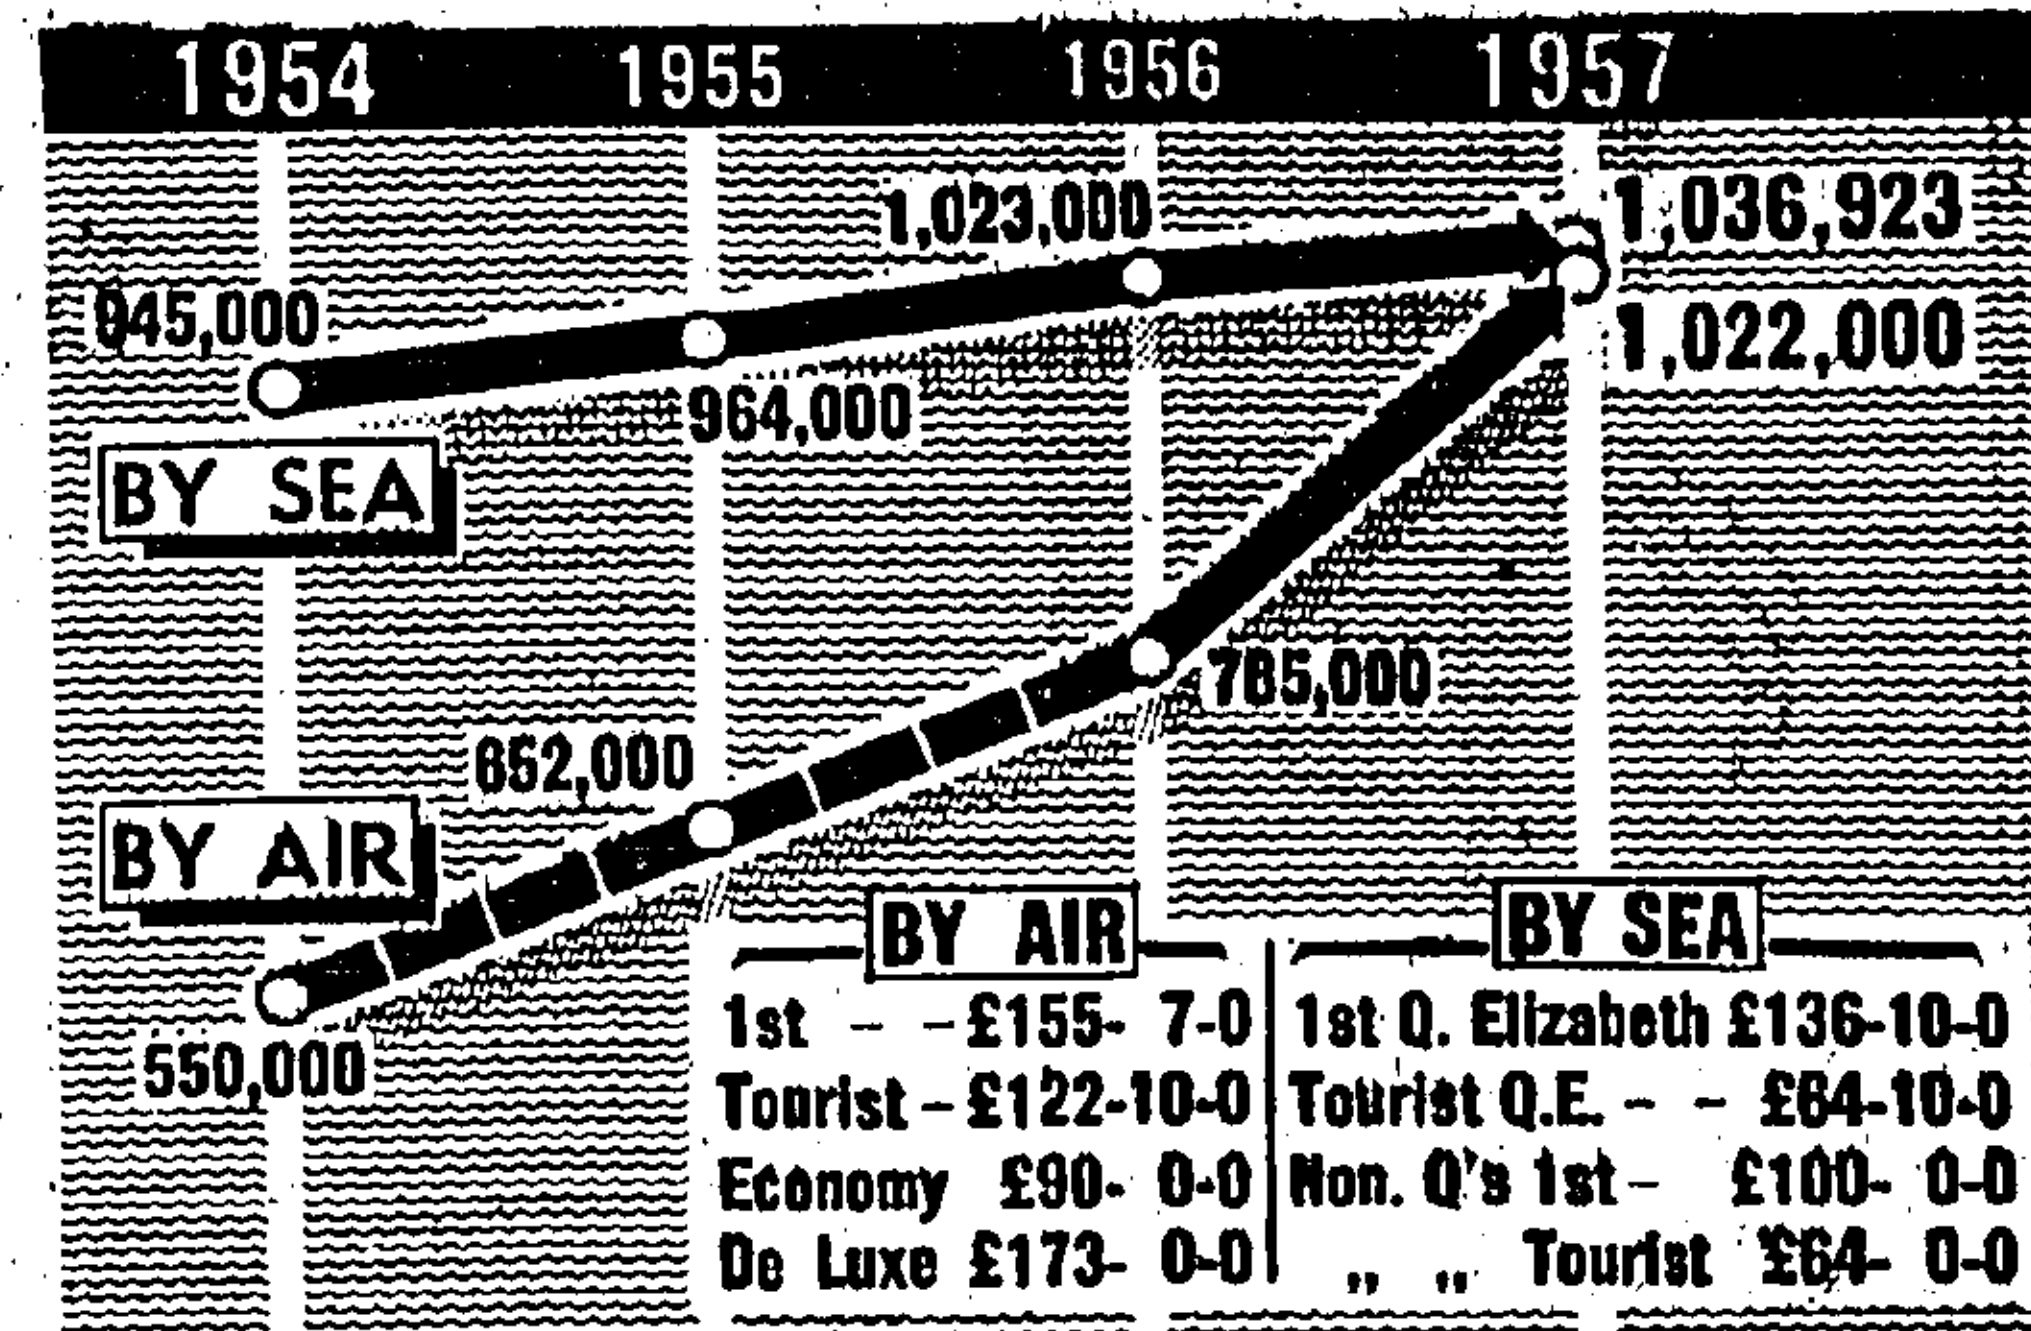 1954 1955 1956 1957
1,023,000
1,036,923
945,000
1,022,000
964,000
BY SEA
785,000
652,000
BY AIR
550,000
BY AIR
1st - - £155- 7-0
Tourist - £122-10-0
Economy £90- 0-0
De Luxe £173- 0-0
BY SEA
1st Q. Elizabeth £136-10-0
Tourist Q.E. - - £64-10-0
Non. Q's 1st - £100- 0-0
„ „ Tourist £64- 0-0